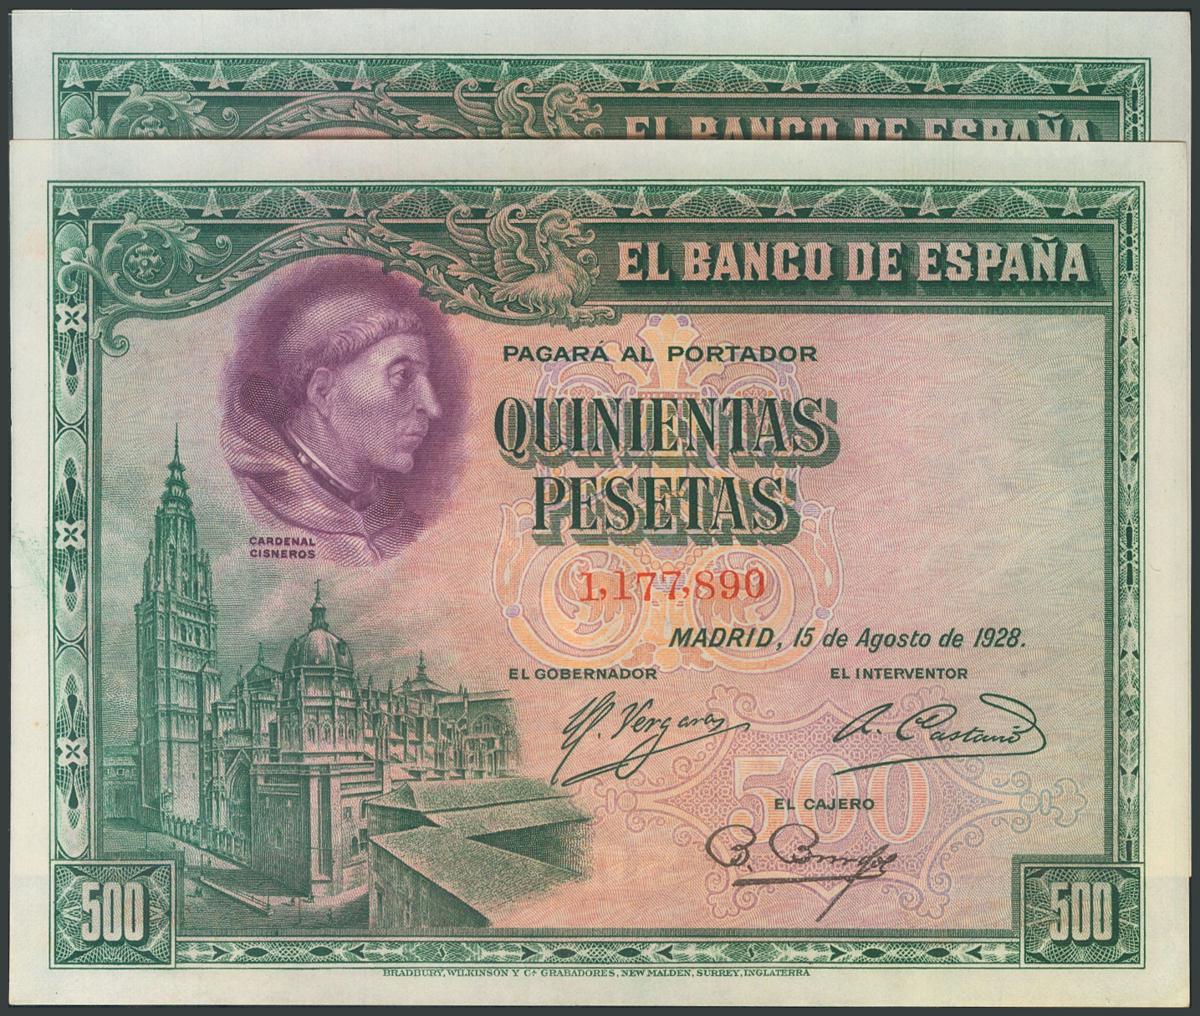 EL BANCO DE ESPAÑA
EL BANCO DE ESPAÑA
PAGARÁ AL PORTADOR
QUINIENTAS
PESETAS
CARDENAL
CISNEROS
1,177,890
MADRID, 15 de Agosto de 1928.
EL GOBERNADOR
EL INTERVENTOR
500
EL CAJERO
500
500
BRADBURY, WILKINSON Y Cª. GRABADORES, NEW MALDEN, SURREY, INGLATERRA